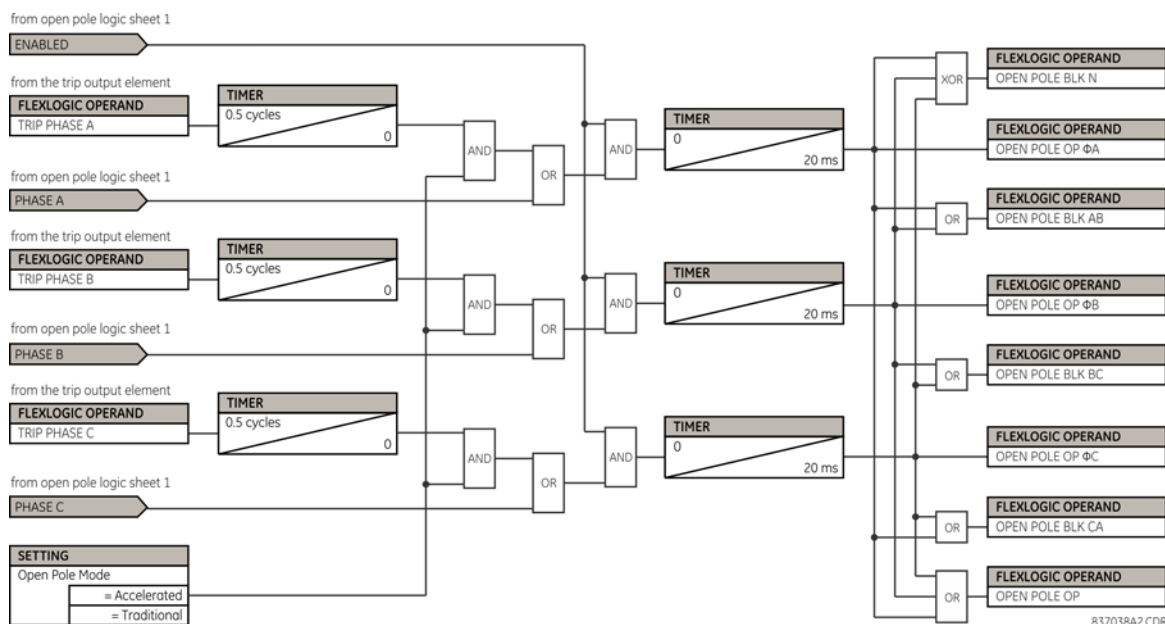 from open pole logic sheet 1
ENABLED
from the trip output element
FLEXLOGIC OPERAND
TRIP PHASE A
TIMER
0.5 cycles
0
AND
from open pole logic sheet 1
PHASE A
OR
AND
TIMER
0
20 ms
from the trip output element
FLEXLOGIC OPERAND
TRIP PHASE B
TIMER
0.5 cycles
0
AND
from open pole logic sheet 1
PHASE B
OR
AND
TIMER
0
20 ms
from the trip output element
FLEXLOGIC OPERAND
TRIP PHASE C
TIMER
0.5 cycles
0
AND
from open pole logic sheet 1
PHASE C
OR
AND
TIMER
0
20 ms
SETTING
Open Pole Mode
= Accelerated
= Traditional
XOR
FLEXLOGIC OPERAND
OPEN POLE BLK N
FLEXLOGIC OPERAND
OPEN POLE OP ΦA
OR
FLEXLOGIC OPERAND
OPEN POLE BLK AB
FLEXLOGIC OPERAND
OPEN POLE OP ΦB
OR
FLEXLOGIC OPERAND
OPEN POLE BLK BC
FLEXLOGIC OPERAND
OPEN POLE OP ΦC
OR
FLEXLOGIC OPERAND
OPEN POLE BLK CA
OR
FLEXLOGIC OPERAND
OPEN POLE OP
837038A2.CDR